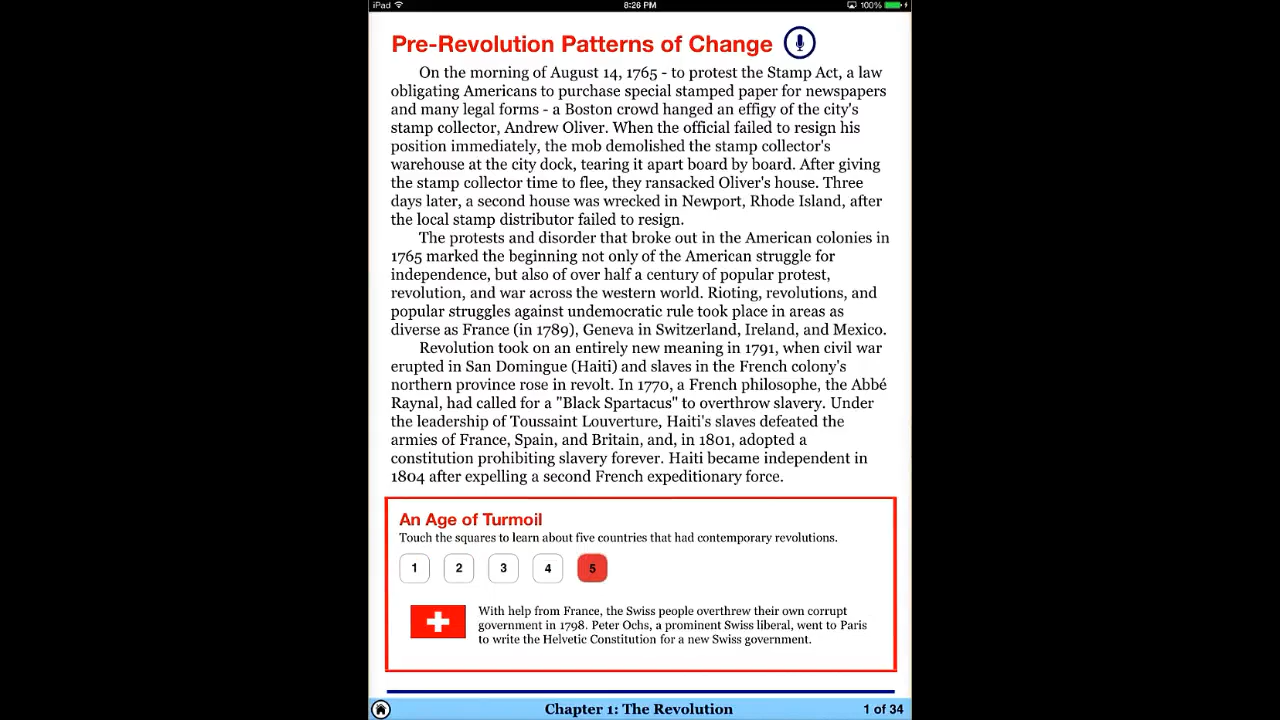 iPad 8:26 PM 100%
Pre-Revolution Patterns of Change
On the morning of August 14, 1765 - to protest the Stamp Act, a law
obligating Americans to purchase special stamped paper for newspapers
and many legal forms - a Boston crowd hanged an effigy of the city's
stamp collector, Andrew Oliver. When the official failed to resign his
position immediately, the mob demolished the stamp collector's
warehouse at the city dock, tearing it apart board by board. After giving
the stamp collector time to flee, they ransacked Oliver's house. Three
days later, a second house was wrecked in Newport, Rhode Island, after
the local stamp distributor failed to resign.
The protests and disorder that broke out in the American colonies in
1765 marked the beginning not only of the American struggle for
independence, but also of over half a century of popular protest,
revolution, and war across the western world. Rioting, revolutions, and
popular struggles against undemocratic rule took place in areas as
diverse as France (in 1789), Geneva in Switzerland, Ireland, and Mexico.
Revolution took on an entirely new meaning in 1791, when civil war
erupted in San Domingue (Haiti) and slaves in the French colony's
northern province rose in revolt. In 1770, a French philosophe, the Abbé
Raynal, had called for a "Black Spartacus" to overthrow slavery. Under
the leadership of Toussaint Louverture, Haiti's slaves defeated the
armies of France, Spain, and Britain, and, in 1801, adopted a
constitution prohibiting slavery forever. Haiti became independent in
1804 after expelling a second French expeditionary force.
An Age of Turmoil
Touch the squares to learn about five countries that had contemporary revolutions.
1 2 3 4 5
With help from France, the Swiss people overthrew their own corrupt
government in 1798. Peter Ochs, a prominent Swiss liberal, went to Paris
to write the Helvetic Constitution for a new Swiss government.
Chapter 1: The Revolution 1 of 34